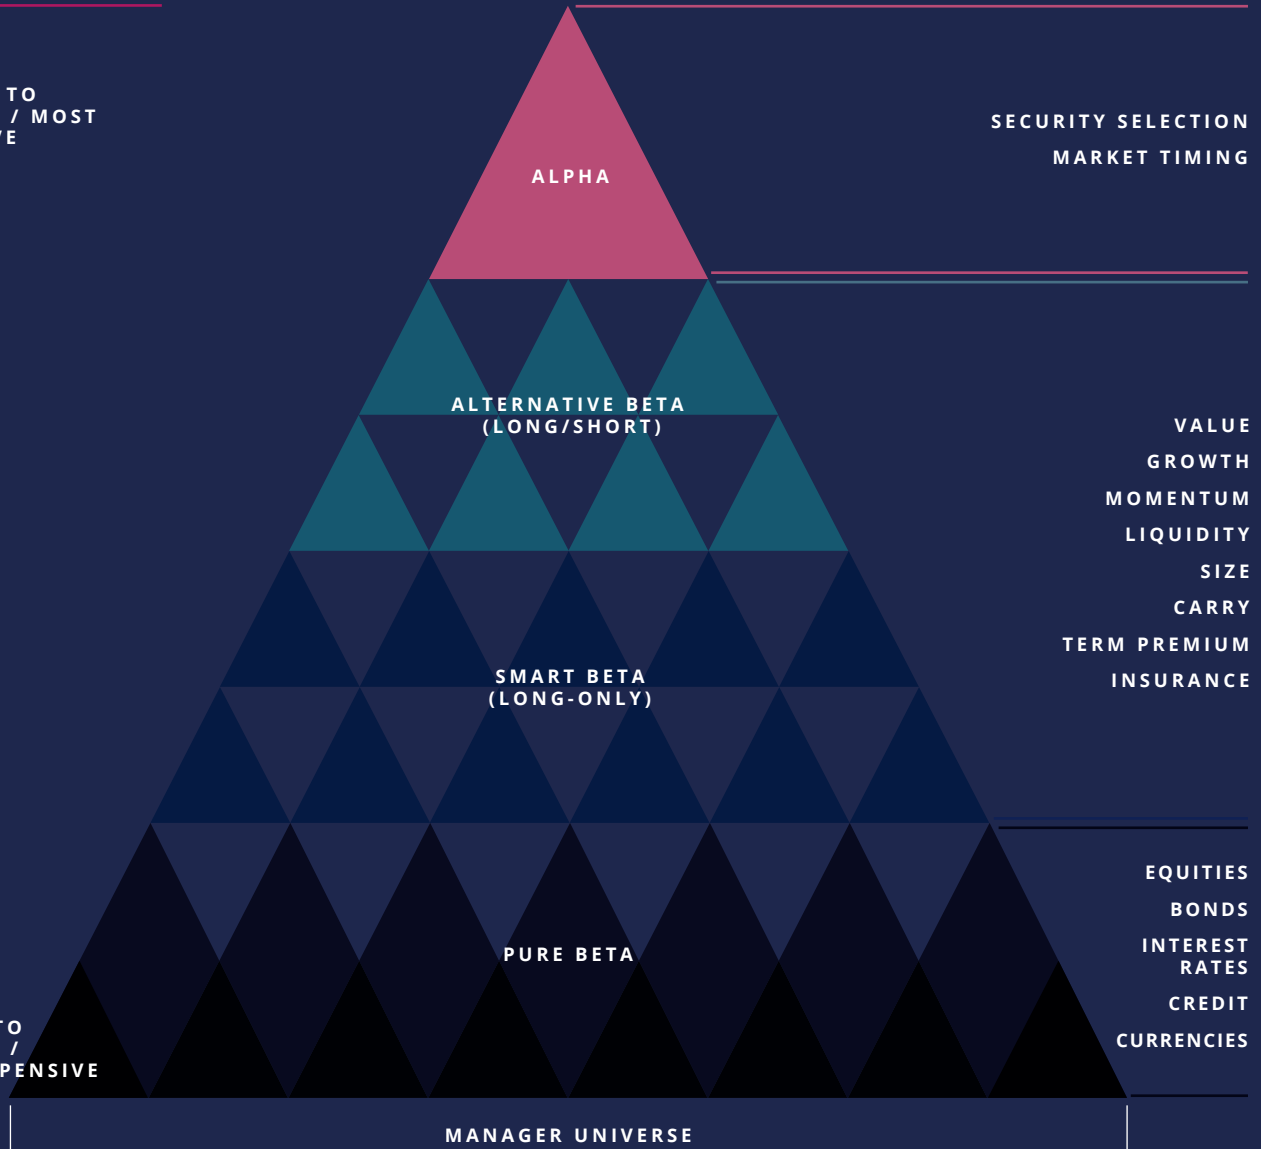 TO
/ MOST
E
ALPHA
SECURITY SELECTION
MARKET TIMING
ALTERNATIVE BETA
(LONG/SHORT)
VALUE
GROWTH
MOMENTUM
LIQUIDITY
SIZE
CARRY
TERM PREMIUM
INSURANCE
SMART BETA
(LONG-ONLY)
PURE BETA
EQUITIES
BONDS
INTEREST
RATES
CREDIT
CURRENCIES
TO
/
PENSIVE
MANAGER UNIVERSE